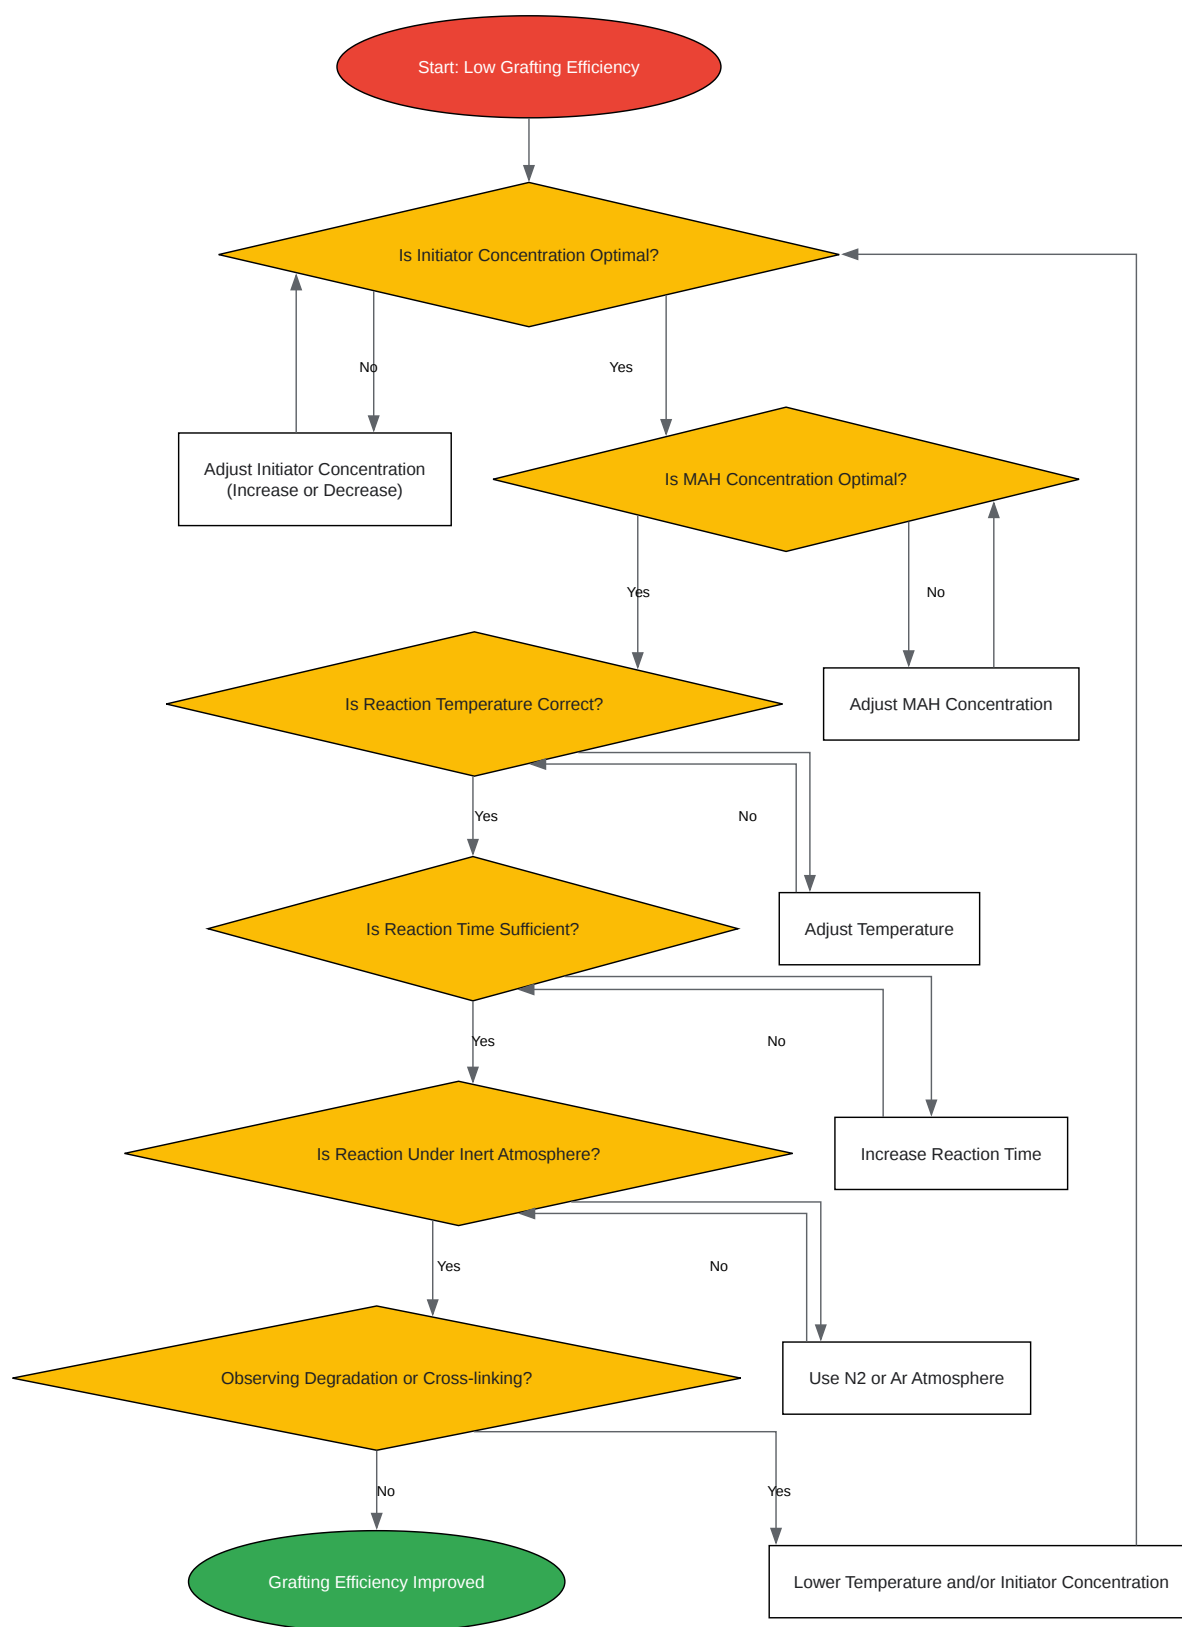 Start: Low Grafting Efficiency
Is Initiator Concentration Optimal?
No
Yes
Adjust Initiator Concentration
(Increase or Decrease)
Is MAH Concentration Optimal?
Yes
No
Is Reaction Temperature Correct?
Adjust MAH Concentration
Yes
No
Is Reaction Time Sufficient?
Adjust Temperature
Yes
No
Is Reaction Under Inert Atmosphere?
Increase Reaction Time
Yes
No
Observing Degradation or Cross-linking?
Use N2 or Ar Atmosphere
No
Yes
Grafting Efficiency Improved
Lower Temperature and/or Initiator Concentration